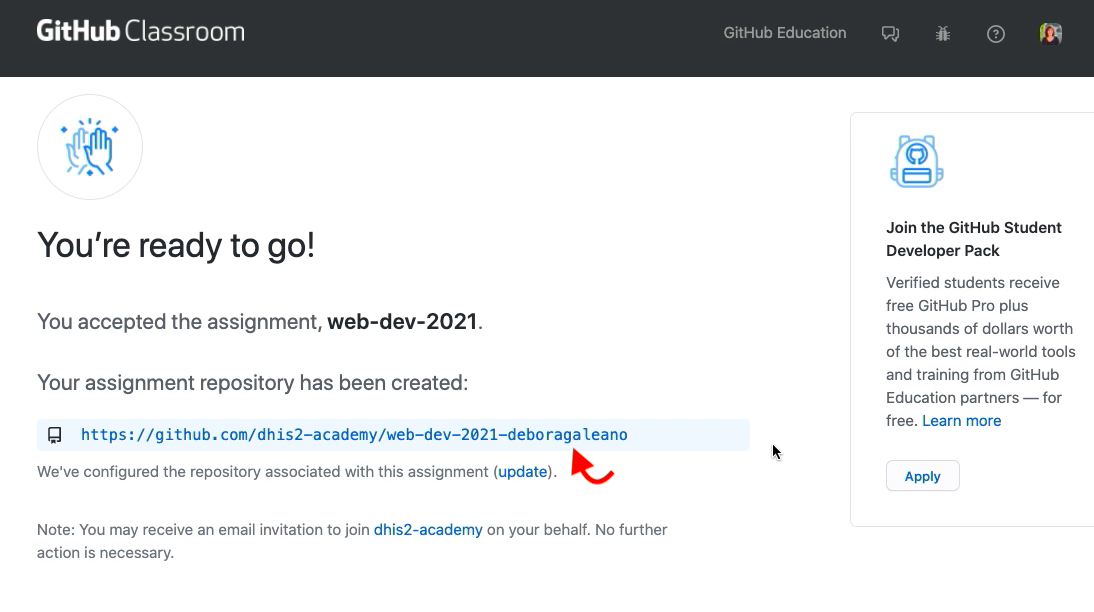 GitHub Classroom
GitHub Education
You're ready to go!
You accepted the assignment, web-dev-2021.
Your assignment repository has been created:
https://github.com/dhis2-academy/web-dev-2021-deboragaleano
We've configured the repository associated with this assignment (update).
Note: You may receive an email invitation to join dhis2-academy on your behalf. No further
action is necessary.
Join the GitHub Student
Developer Pack
Verified students receive
free GitHub Pro plus
thousands of dollars worth
of the best real-world tools
and training from GitHub
Education partners — for
free. Learn more
Apply